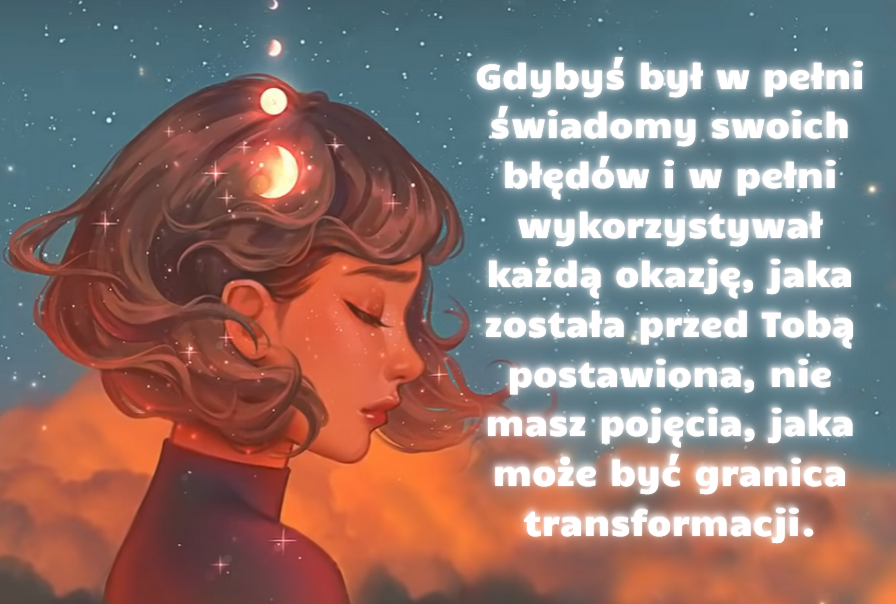 Gdybyś był w pełni
świadomy swoich
błędów i w pełni
wykorzystywał
każdą okazję, jaka
została przed Tobą
postawiona, nie
masz pojęcia, jaka
może być granica
transformacji.